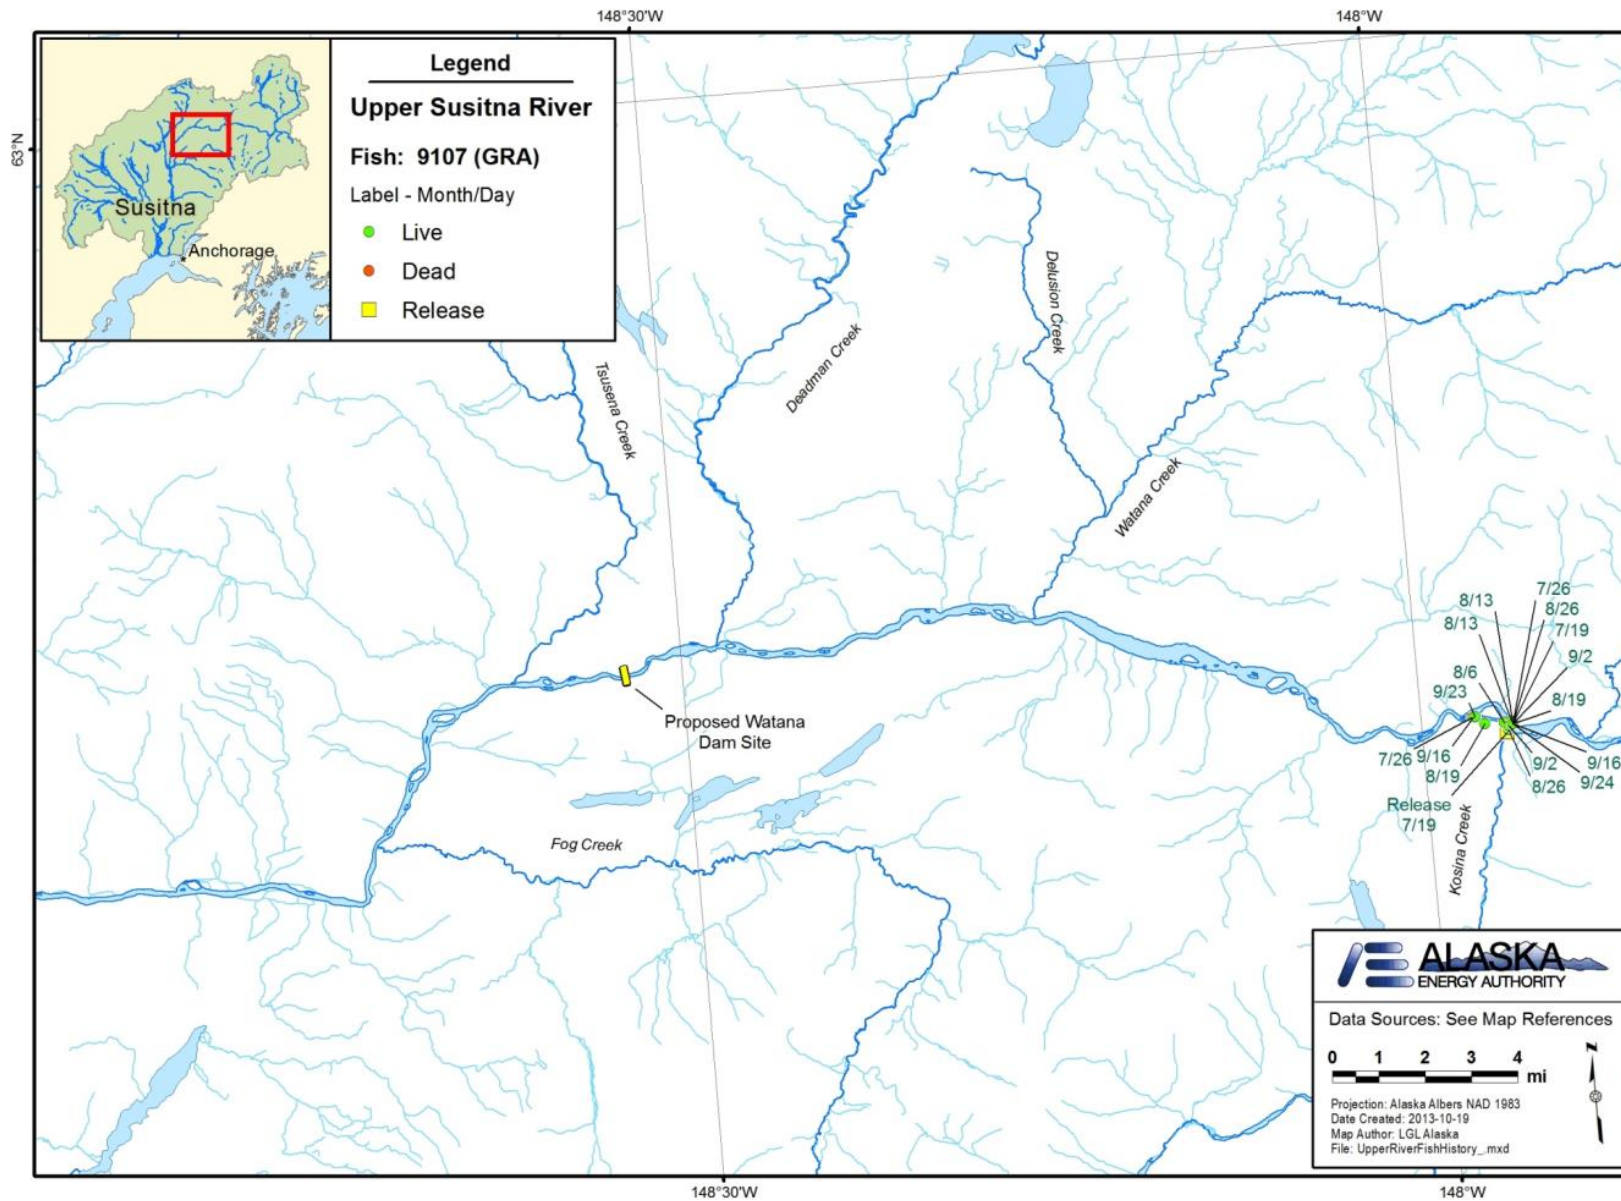 148°30'W
148°W
63°N
Legend
Upper Susitna River
Fish: 9107 (GRA)
Label - Month/Day
Live
Dead
Release
Susitna
Anchorage
Tsusena Creek
Deadman Creek
Delusion Creek
Watana Creek
Proposed Watana
Dam Site
Fog Creek
Kosina Creek
7/26
8/13
8/26
8/13
7/19
9/2
8/6
9/23
8/19
7/26
9/16
8/19
9/2
9/16
8/26
9/24
Release
7/19
ALASKA
ENERGY AUTHORITY
Data Sources: See Map References
0 1 2 3 4
mi
N
Projection: Alaska Albers NAD 1983
Date Created: 2013-10-19
Map Author: LGL Alaska
File: UpperRiverFishHistory_.mxd
148°30'W
148°W